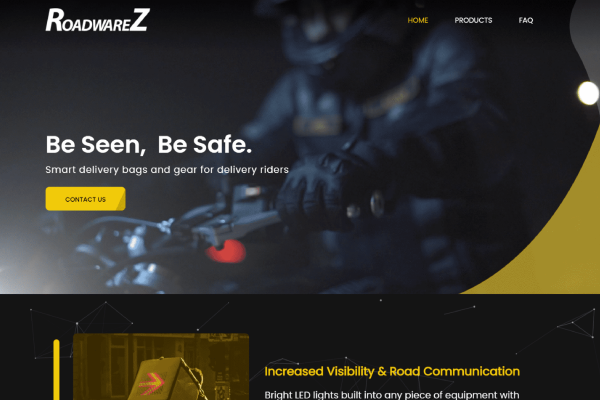 ROADWAREZ
HOME PRODUCTS FAQ
Be Seen, Be Safe.
Smart delivery bags and gear for delivery riders
CONTACT US
Increased Visibility & Road Communication
Bright LED lights built into any piece of equipment with